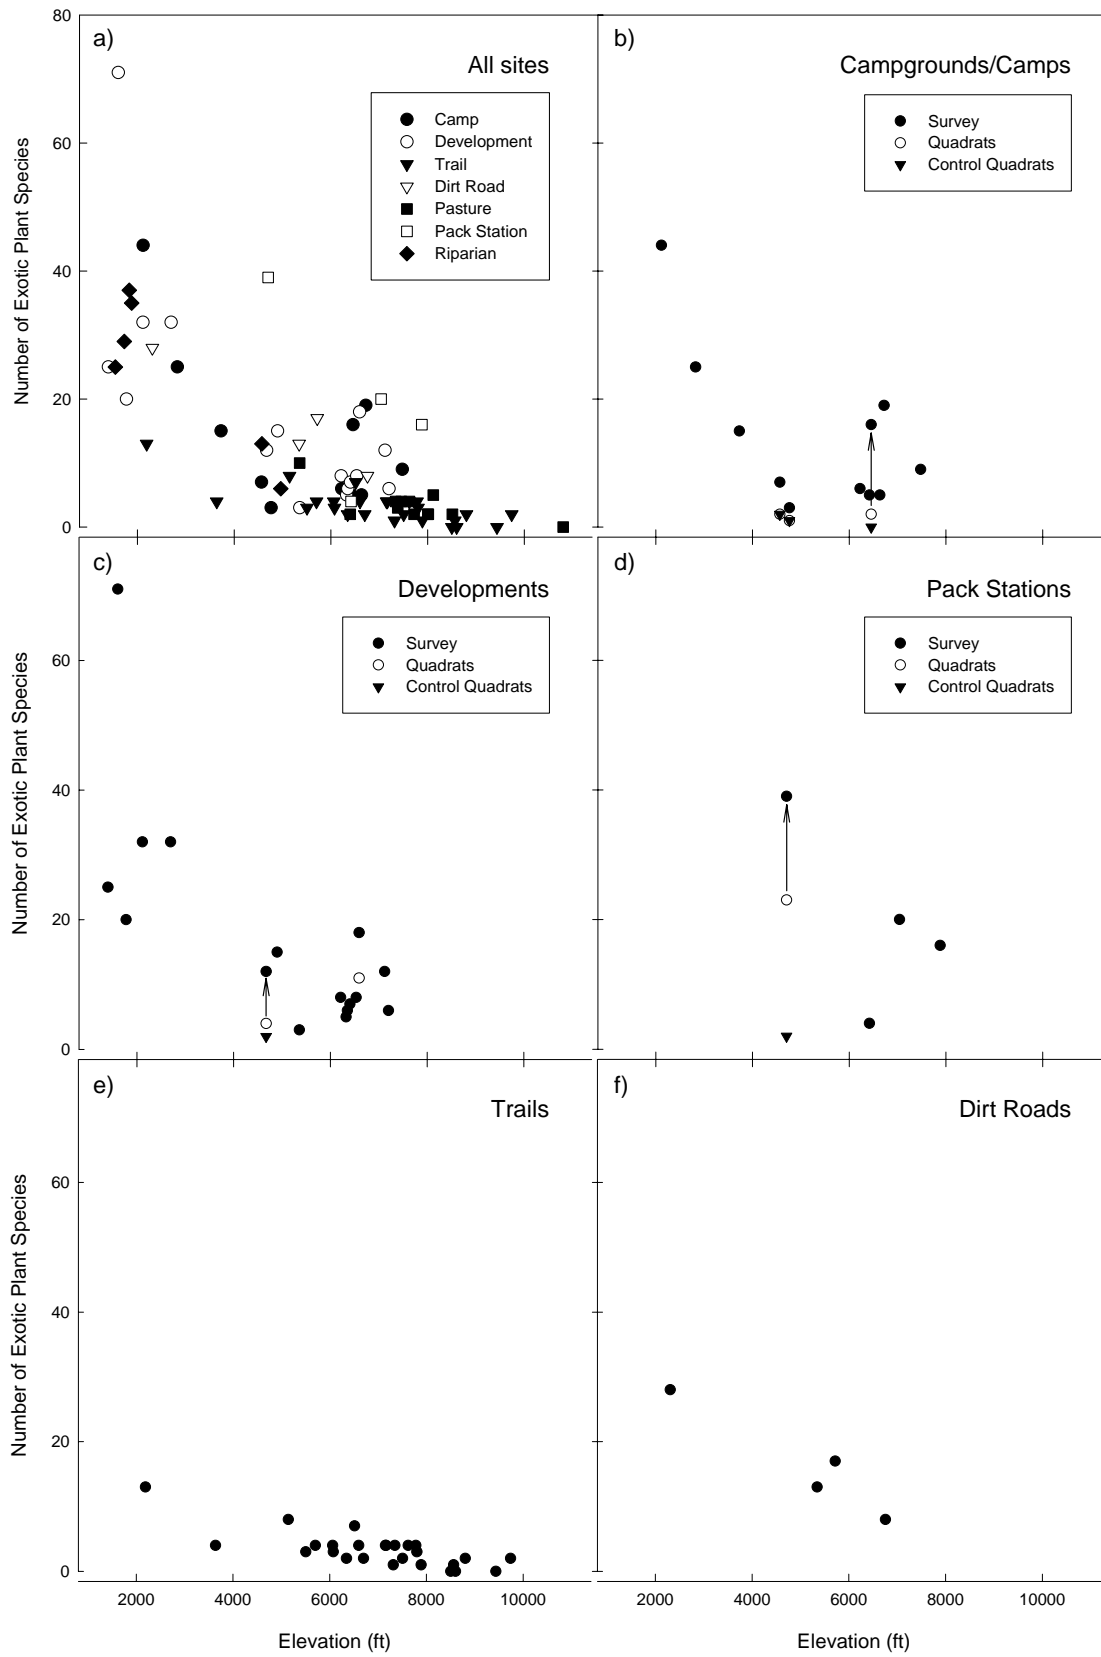 80
a)
All sites
Camp
Development
Trail
Dirt Road
Pasture
Pack Station
Riparian
60
40
20
0
Number of Exotic Plant Species
b)
Campgrounds/Camps
Survey
Quadrats
Control Quadrats
c)
Developments
Survey
Quadrats
Control Quadrats
60
40
20
0
Number of Exotic Plant Species
d)
Pack Stations
Survey
Quadrats
Control Quadrats
e)
Trails
60
40
20
0
Number of Exotic Plant Species
2000 4000 6000 8000 10000
Elevation (ft)
f)
Dirt Roads
2000 4000 6000 8000 10000
Elevation (ft)